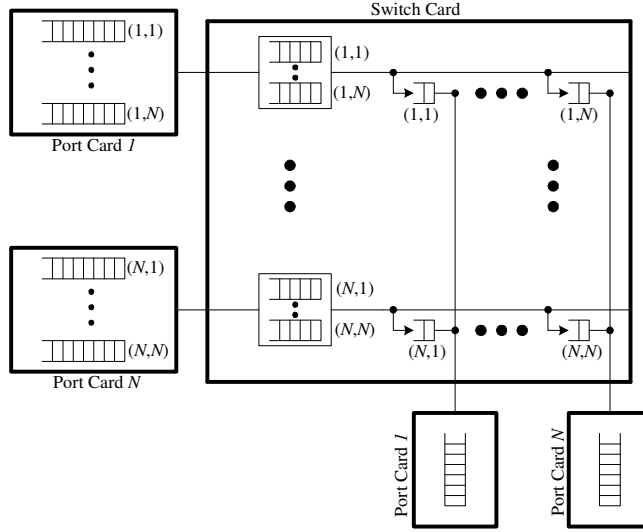 Switch Card
(1,1)
(1,N)
Port Card 1
(1,1)
(1,N)
(1,1)
(1,N)
(N,1)
(N,N)
Port Card N
(N,1)
(N,N)
(N,1)
(N,N)
Port Card 1
Port Card N